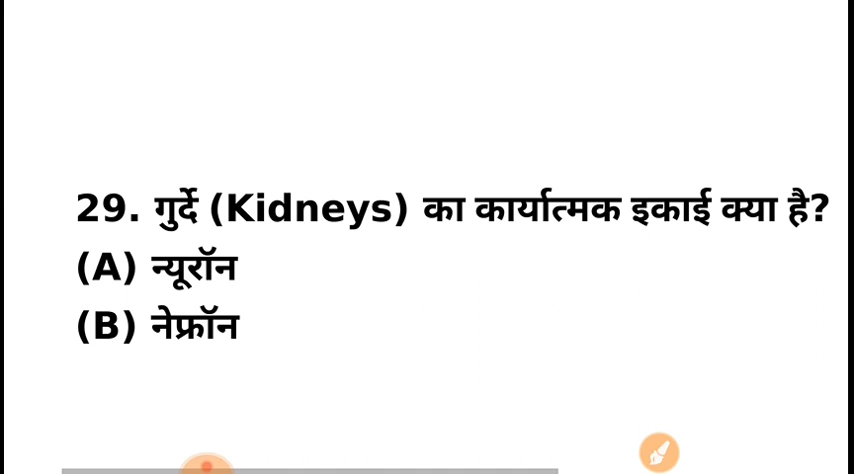 29. गुर्दे (Kidneys) का कार्यात्मक इकाई क्या है?
(A) न्यूरॉन
(B) नेफ्रॉन